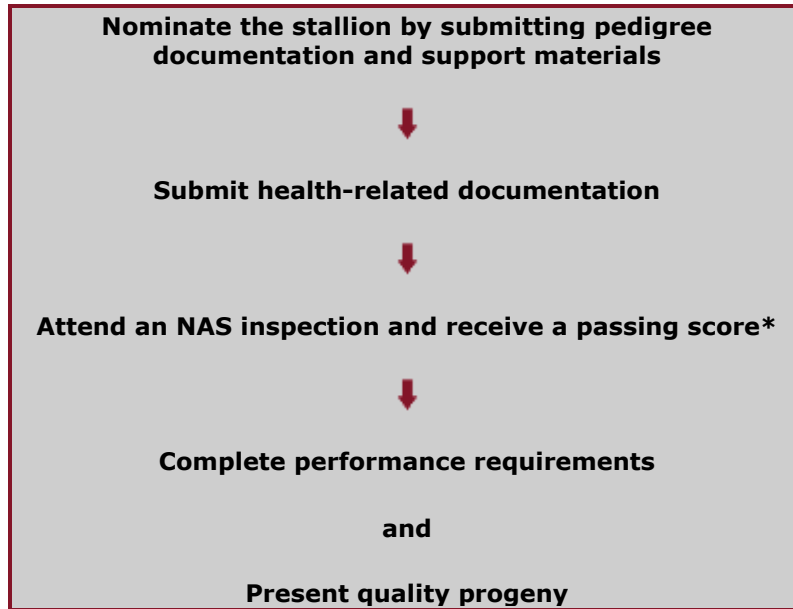 Nominate the stallion by submitting pedigree
documentation and support materials
Submit health-related documentation
Attend an NAS inspection and receive a passing score*
Complete performance requirements
and
Present quality progeny